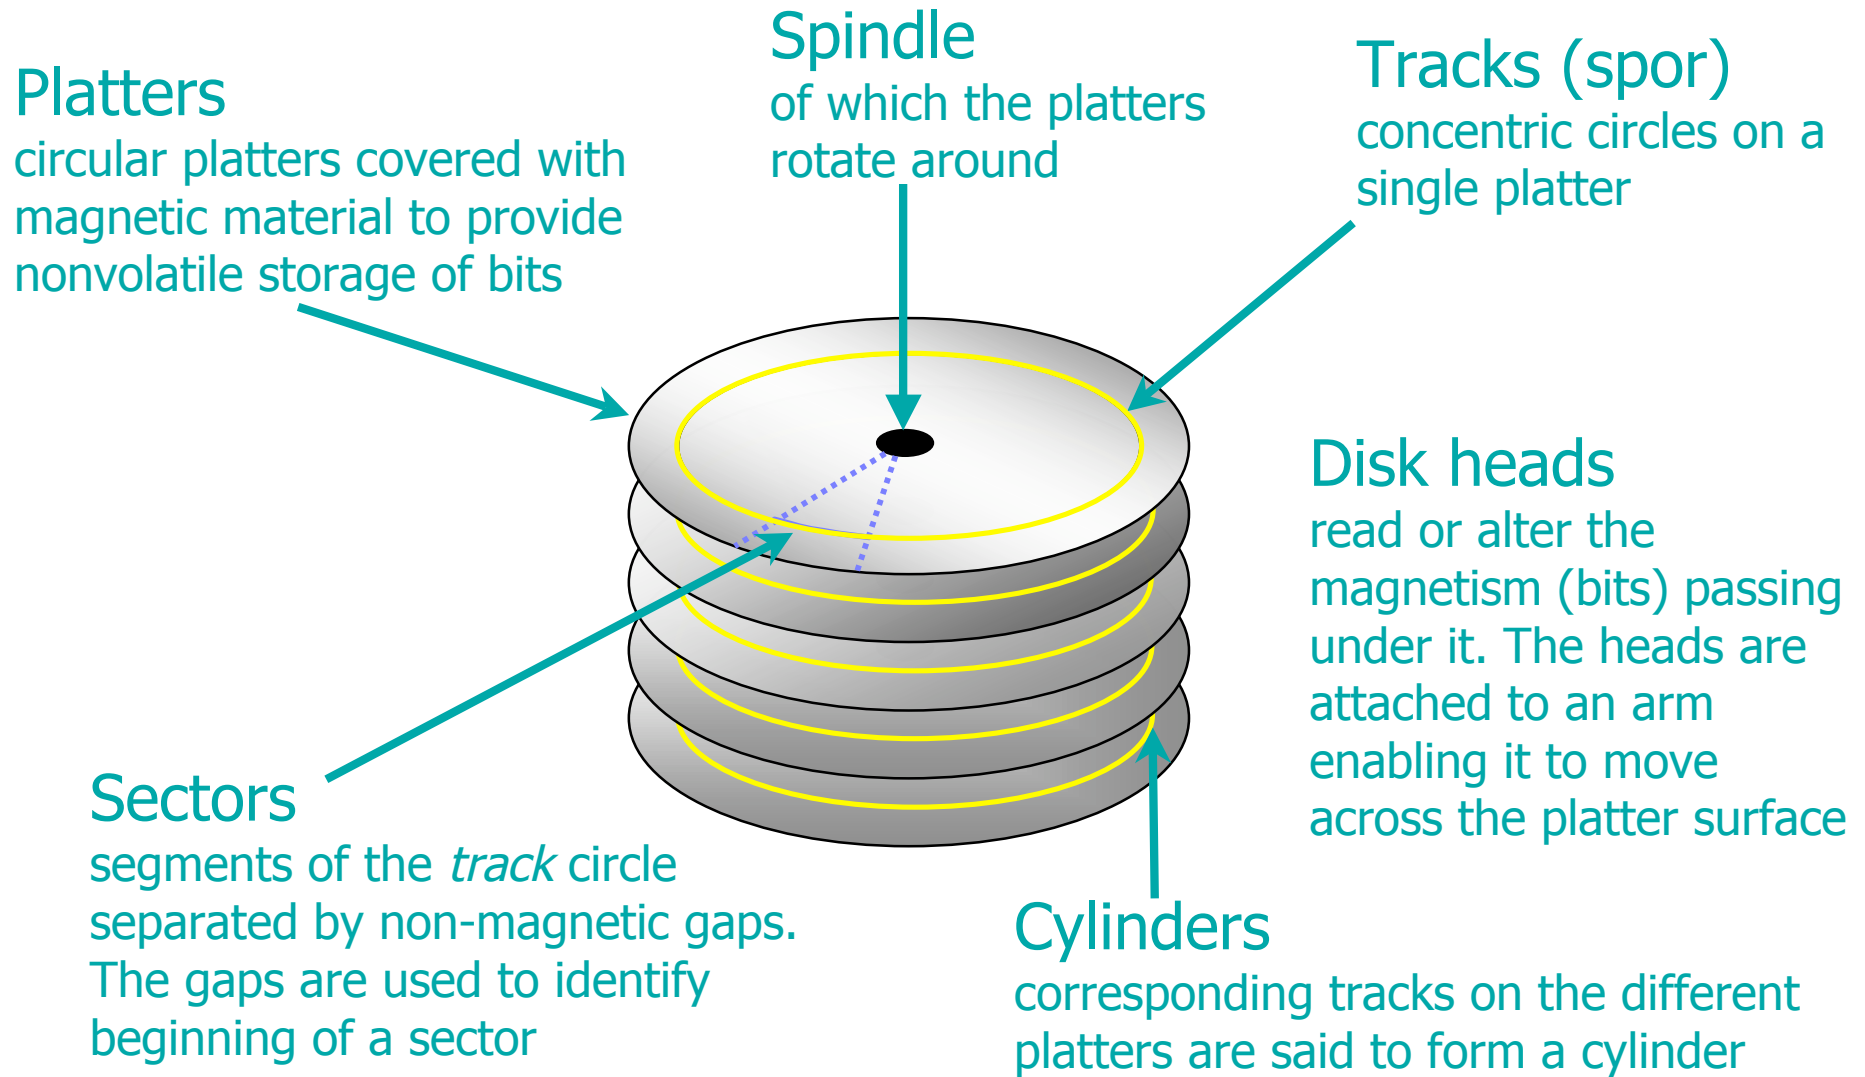 Platters
circular platters covered with
magnetic material to provide
nonvolatile storage of bits
Spindle
of which the platters
rotate around
Tracks (spor)
concentric circles on a
single platter
Disk heads
read or alter the
magnetism (bits) passing
under it. The heads are
attached to an arm
enabling it to move
across the platter surface
Sectors
segments of the track circle
separated by non-magnetic gaps.
The gaps are used to identify
beginning of a sector
Cylinders
corresponding tracks on the different
platters are said to form a cylinder